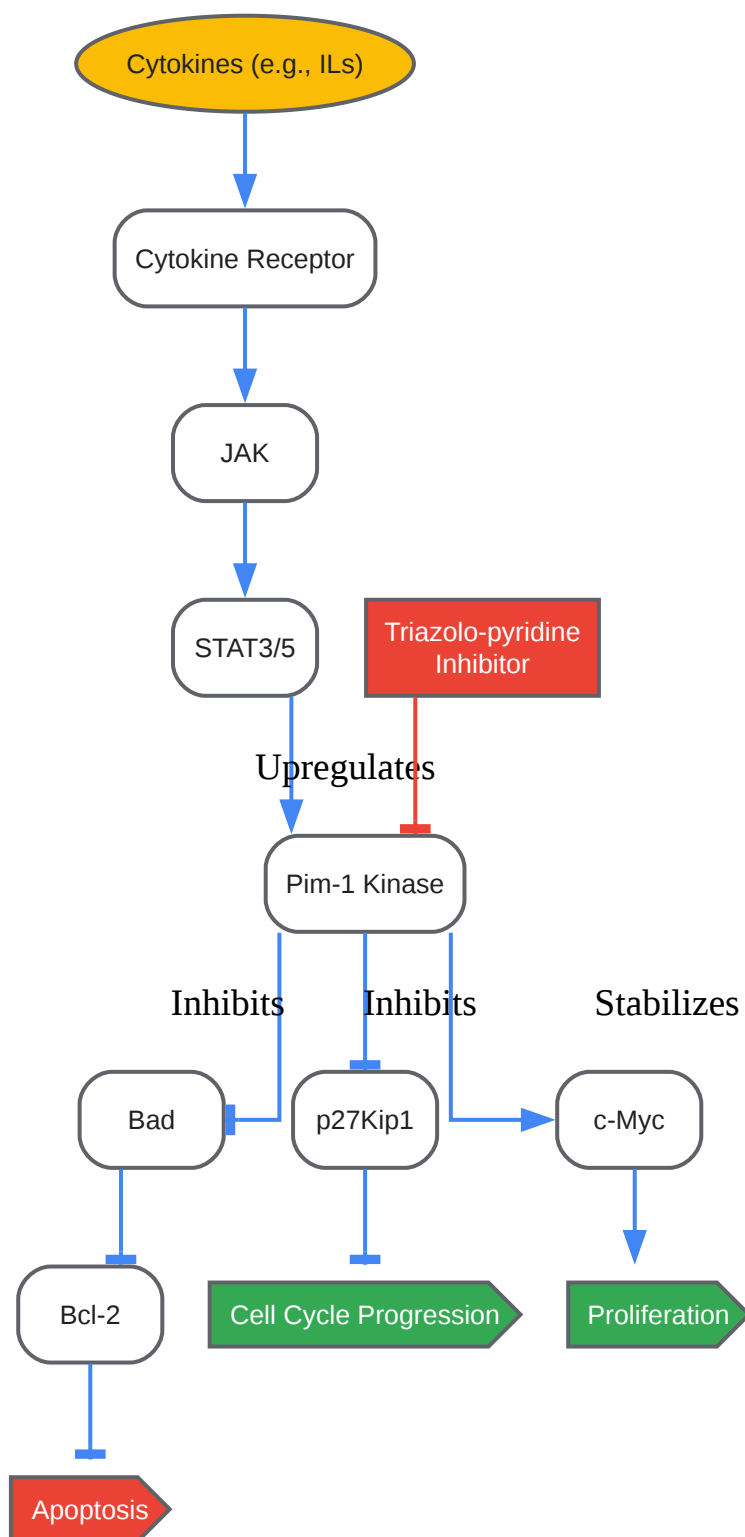 Cytokines (e.g., ILs)
Cytokine Receptor
JAK
STAT3/5
Triazolo-pyridine
Inhibitor
Upregulates
Pim-1 Kinase
Inhibits
Inhibits
Stabilizes
Bad
p27Kip1
c-Myc
Bcl-2
Cell Cycle Progression
Proliferation
Apoptosis